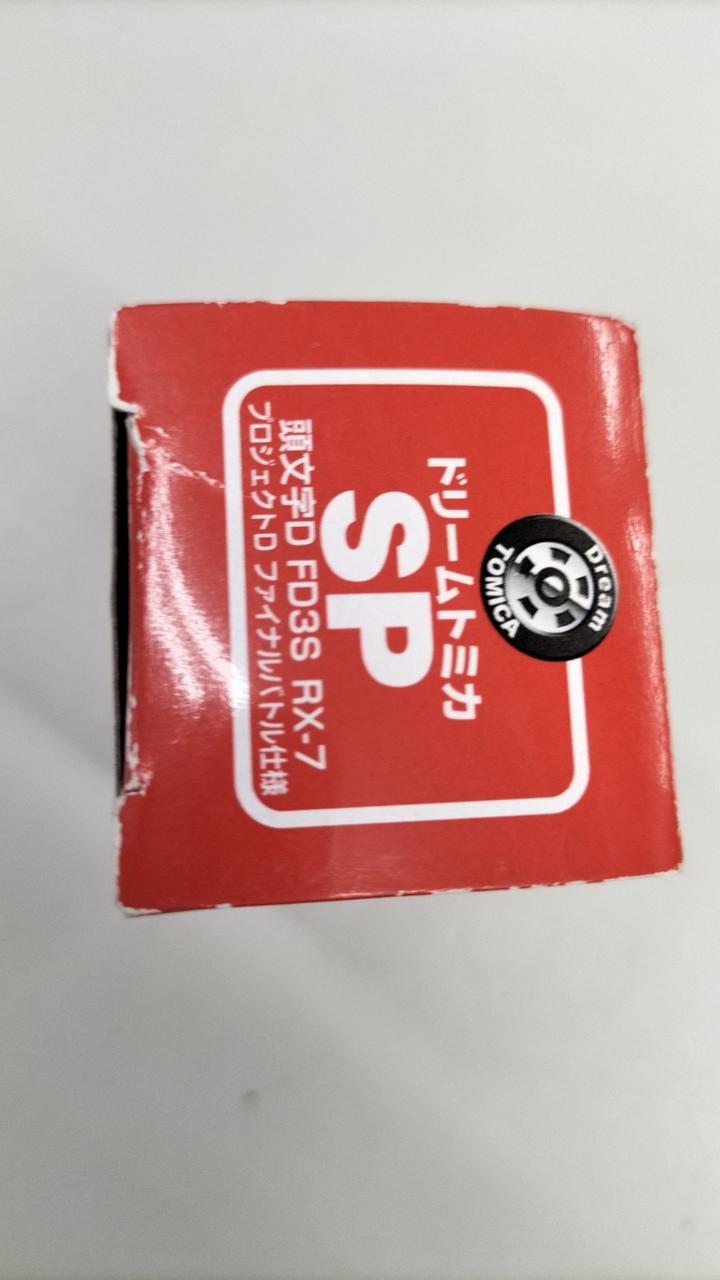 Dream
TOMICA
ドリームトミカ
SP
頭文字D FD3S RX-7
プロジェクトD ファイナルバトル仕様